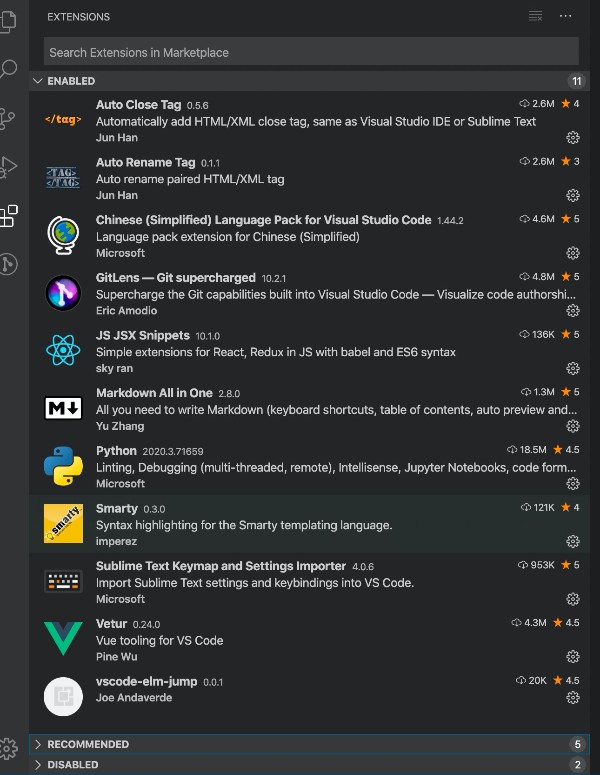 EXTENSIONS
Search Extensions in Marketplace
ENABLED 11
Auto Close Tag 0.5.6 2.6M ★ 4
</tag> Automatically add HTML/XML close tag, same as Visual Studio IDE or Sublime Text
Jun Han
Auto Rename Tag 0.1.1 2.6M ★ 3
<TAG>
</TAG>
Auto rename paired HTML/XML tag
Jun Han
Chinese (Simplified) Language Pack for Visual Studio Code 1.44.2 4.6M ★ 5
Language pack extension for Chinese (Simplified)
Microsoft
GitLens — Git supercharged 10.2.1 4.8M ★ 5
Supercharge the Git capabilities built into Visual Studio Code — Visualize code authorshi...
Eric Amodio
JS JSX Snippets 10.1.0 136K ★ 5
Simple extensions for React, Redux in JS with babel and ES6 syntax
sky ran
Markdown All in One 2.8.0 1.3M ★ 5
M All you need to write Markdown (keyboard shortcuts, table of contents, auto preview and...
Yu Zhang
Python 2020.3.71659 18.5M ★ 4.5
Linting, Debugging (multi-threaded, remote), Intellisense, Jupyter Notebooks, code form...
Microsoft
Smarty 0.3.0 121K ★ 4
smarty Syntax highlighting for the Smarty templating language.
imperez
Sublime Text Keymap and Settings Importer 4.0.6 953K ★ 5
Import Sublime Text settings and keybindings into VS Code.
Microsoft
Vetur 0.24.0 4.3M ★ 4.5
Vue tooling for VS Code
Pine Wu
vscode-elm-jump 0.0.1 20K ★ 4.5
Joe Andaverde
RECOMMENDED 5
DISABLED 2